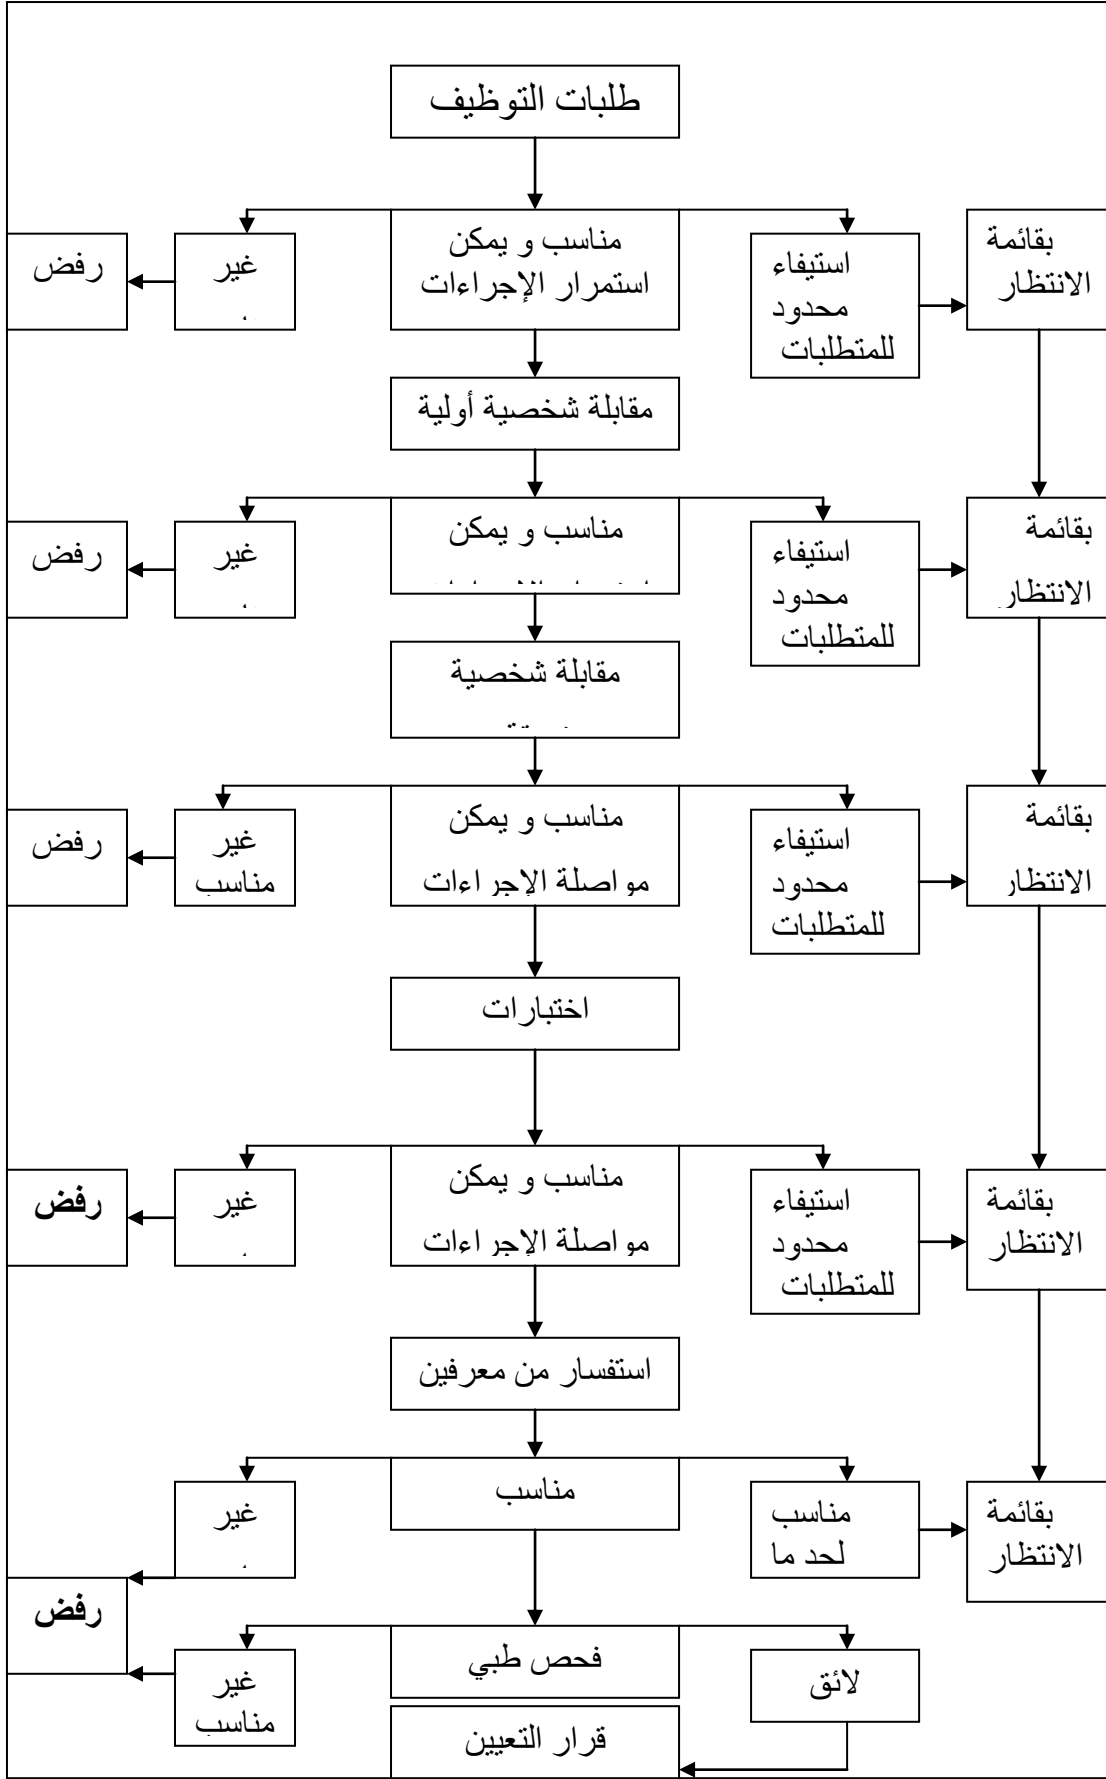 طلبات التوظيف
بقائمة
الانتظار
استيفاء
محدود
للمتطلبات
مناسب و يمكن
استمرار الإجراءات
غير
رفض
مقابلة شخصية أولية
بقائمة
الانتظار
استيفاء
محدود
للمتطلبات
مناسب و يمكن
غير
رفض
مقابلة شخصية
بقائمة
الانتظار
استيفاء
محدود
للمتطلبات
مناسب و يمكن
مواصلة الإجراءات
غير
مناسب
رفض
اختبارات
بقائمة
الانتظار
استيفاء
محدود
للمتطلبات
مناسب و يمكن
مواصلة الإجراءات
غير
رفض
استفسار من معرفين
بقائمة
الانتظار
مناسب
لحد ما
مناسب
غير
رفض
لائق
فحص طبي
غير
مناسب
قرار التعيين